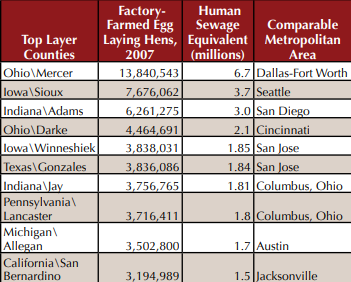 Top Layer Counties	Factory-Farmed Egg Laying Hens, 2007	Human Sewage Equivalent (millions)	Comparable Metropolitan Area
Ohio\Mercer	13,840,543	6.7	Dallas-Fort Worth
Iowa\Sioux	7,676,062	3.7	Seattle
Indiana\Adams	6,261,275	3.0	San Diego
Ohio\Darke	4,464,691	2.1	Cincinnati
Iowa\Winneshiek	3,838,031	1.85	San Jose
Texas\Gonzales	3,836,086	1.84	San Jose
Indiana\Jay	3,756,765	1.81	Columbus, Ohio
Pennsylvania\Lancaster	3,716,411	1.8	Columbus, Ohio
Michigan\Allegan	3,502,800	1.7	Austin
California\San Bernardino	3,194,989	1.5	Jacksonville